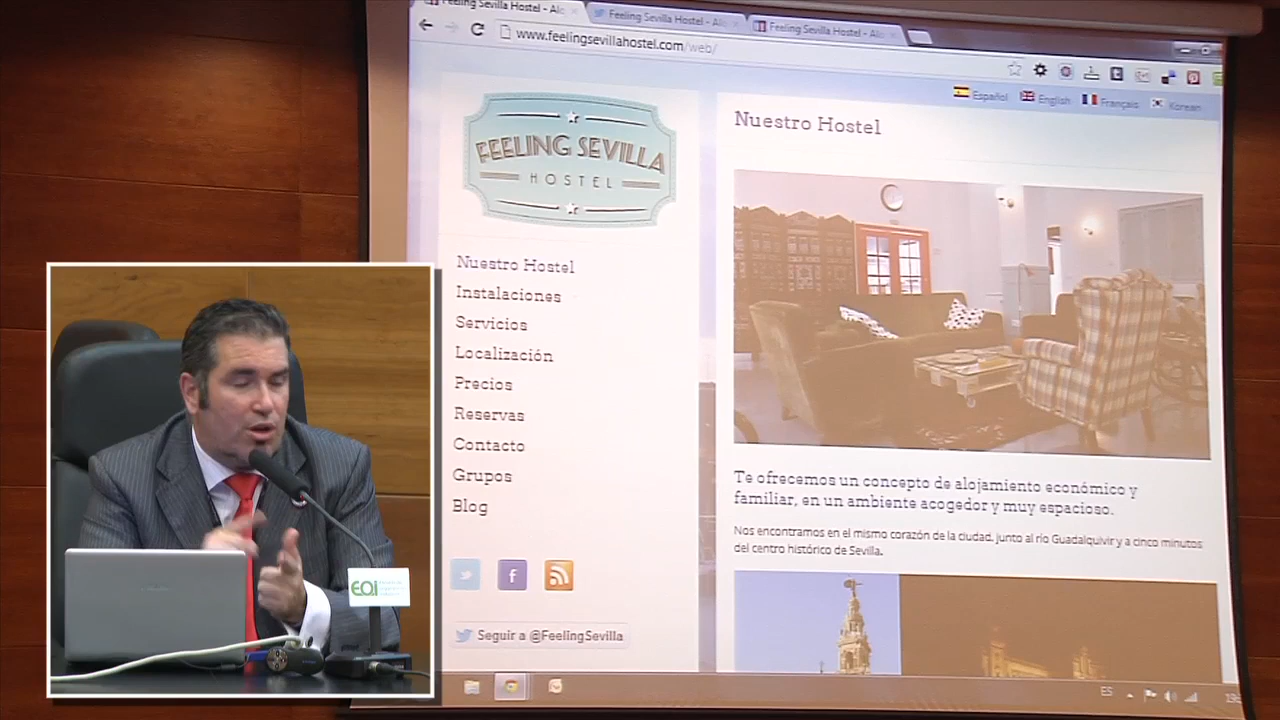 Feeling Sevilla Hostel - Alo
Feeling Sevilla Hostel - Alo
Feeling Sevilla Hostel - Alo
www.feelingsevillahostel.com/web/
Español English Français Korean
FEELING SEVILLA
HOSTEL
Nuestro Hostel
Instalaciones
Servicios
Localización
Precios
Reservas
Contacto
Grupos
Blog
Seguir a @FeelingSevilla
Nuestro Hostel
Te ofrecemos un concepto de alojamiento económico y
familiar, en un ambiente acogedor y muy espacioso.
Nos encontramos en el mismo corazón de la ciudad, junto al río Guadalquivir y a cinco minutos
del centro histórico de Sevilla.
ES
EOI